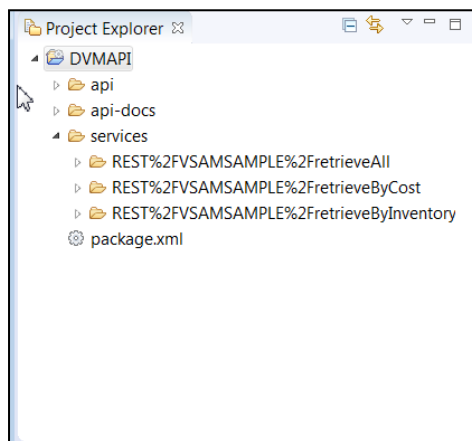 Project Explorer
DVMAPI
api
api-docs
services
REST%2FVSAMSAMPLE%2FretrieveAll
REST%2FVSAMSAMPLE%2FretrieveByCost
REST%2FVSAMSAMPLE%2FretrieveByInventory
package.xml